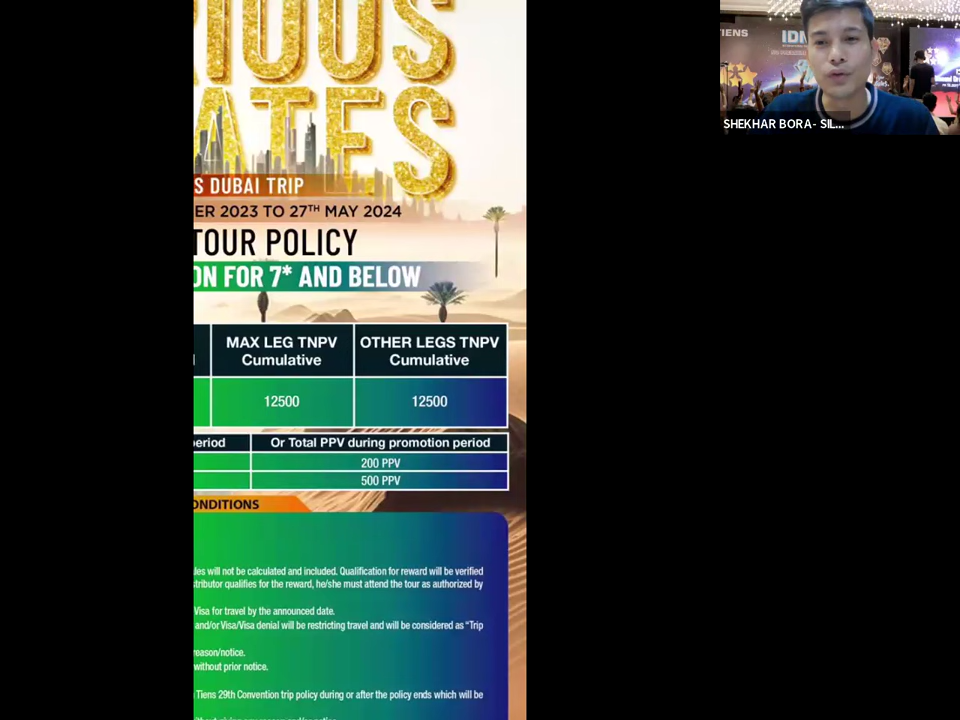 RIOUS
ATES
S DUBAI TRIP
ER 2023 TO 27TH MAY 2024
TOUR POLICY
ON FOR 7* AND BELOW
MAX LEG TNPV
Cumulative
OTHER LEGS TNPV
Cumulative
12500
12500
eriod
Or Total PPV during promotion period
200 PPV
500 PPV
ONDITIONS
les will not be calculated and included. Qualification for reward will be verified
tributor qualifies for the reward, he/she must attend the tour as authorized by
Visa for travel by the announced date.
and/or Visa/Visa denial will be restricting travel and will be considered as “Trip
reason/notice.
without prior notice.
Tiens 29th Convention trip policy during or after the policy ends which will be
TIENS
SHEKHAR BORA- SIL...